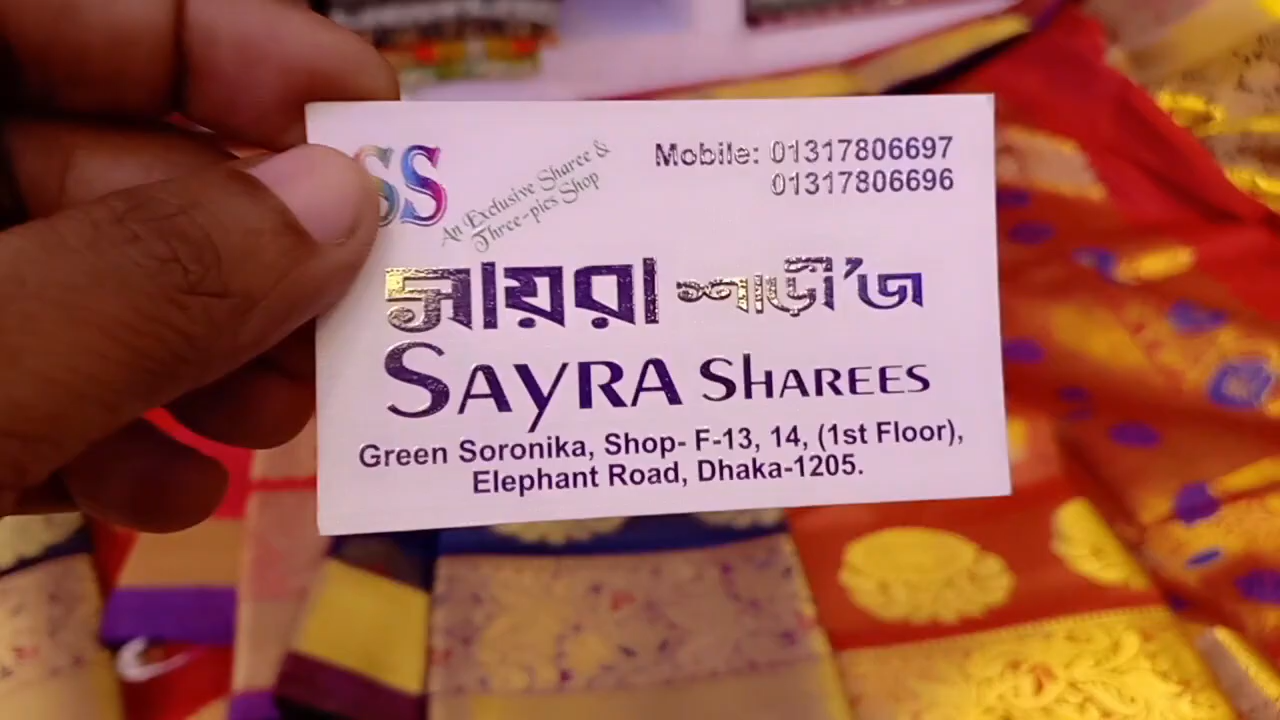 SS
An Exclusive Sharee &
Three-pics Shop
Mobile: 01317806697
01317806696
সায়রা শাড়ী'জ
SAYRA SHAREES
Green Soronika, Shop- F-13, 14, (1st Floor),
Elephant Road, Dhaka-1205.